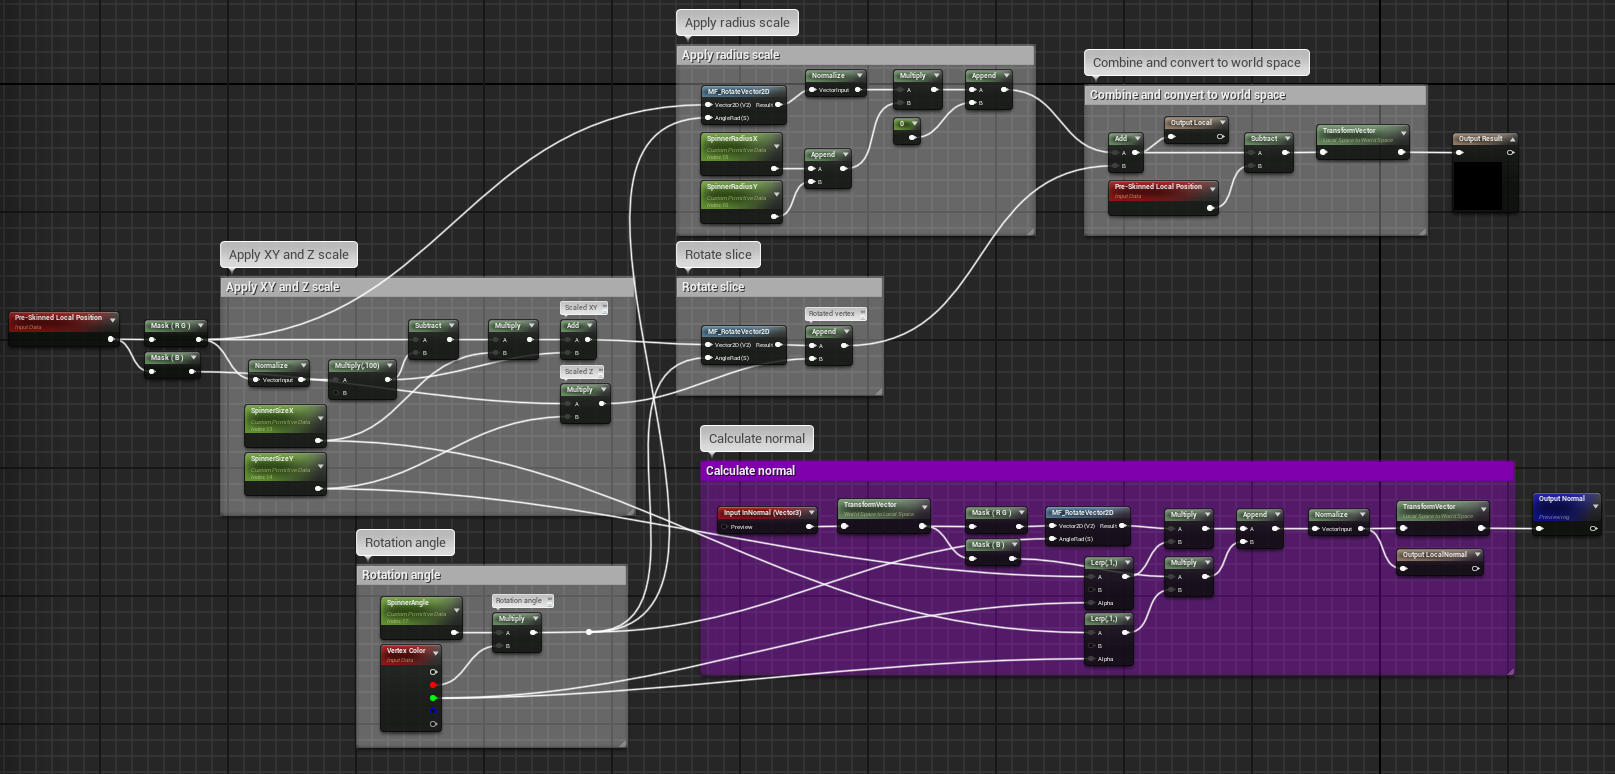 Apply radius scale
Apply radius scale
MF_RotateVector2D
Vector2D (V2) Result
AngleRad(S)
Normalize
VectorInput
Multiply
A
B
Append
A
B
0
SpinnerRadiusX
Custom Primitive Data
Index 15
SpinnerRadiusY
Custom Primitive Data
Index 16
Append
A
B
Combine and convert to world space
Combine and convert to world space
Add
A
B
Output Local
Pre-Skinned Local Position
Input Data
Subtract
A
B
TransformVector
Local Space to World Space
Output Result
Apply XY and Z scale
Apply XY and Z scale
Pre-Skinned Local Position
Input Data
Mask ( R G )
Mask ( B )
Normalize
VectorInput
Multiply(,100)
A
B
Subtract
A
B
Multiply
A
B
Scaled XY
Add
A
B
Scaled Z
Multiply
A
B
SpinnerSizeX
Custom Primitive Data
Index 13
SpinnerSizeY
Custom Primitive Data
Index 14
Rotate slice
Rotate slice
MF_RotateVector2D
Vector2D (V2) Result
AngleRad(S)
Rotated vertex
Append
A
B
Rotation angle
Rotation angle
SpinnerAngle
Custom Primitive Data
Index 17
Rotation angle
Multiply
A
B
Vertex Color
Input Data
Calculate normal
Calculate normal
Input InNormal (Vector3)
Preview
TransformVector
World Space to Local Space
Mask ( R G )
Mask ( B )
MF_RotateVector2D
Vector2D (V2) Result
AngleRad(S)
Lerp(,1,)
A
B
Alpha
Lerp(,1,)
A
B
Alpha
Multiply
A
B
Multiply
A
B
Append
A
B
Normalize
VectorInput
TransformVector
Local Space to World Space
Output LocalNormal
Output Normal
Previewing